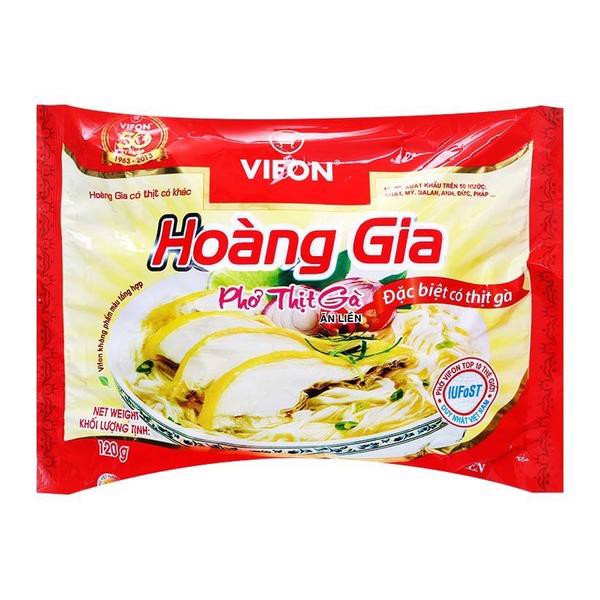 VIFON
50
1963-2013
VIFON®
Hoàng Gia có thịt có khác
XUẤT KHẨU TRÊN 50 NƯỚC:
MỸ, BALAN, ANH, ĐỨC, PHÁP ...
Hoàng Gia
Phở Thịt Gà
ĂN LIỀN
Đặc biệt có thịt gà
Vifon không phẩm màu tổng hợp
PHỞ VIFON TOP 10 THẾ GIỚI
IUFoST
DUY NHẤT VIỆT NAM
NET WEIGHT
KHỐI LƯỢNG TỊNH:
120 g